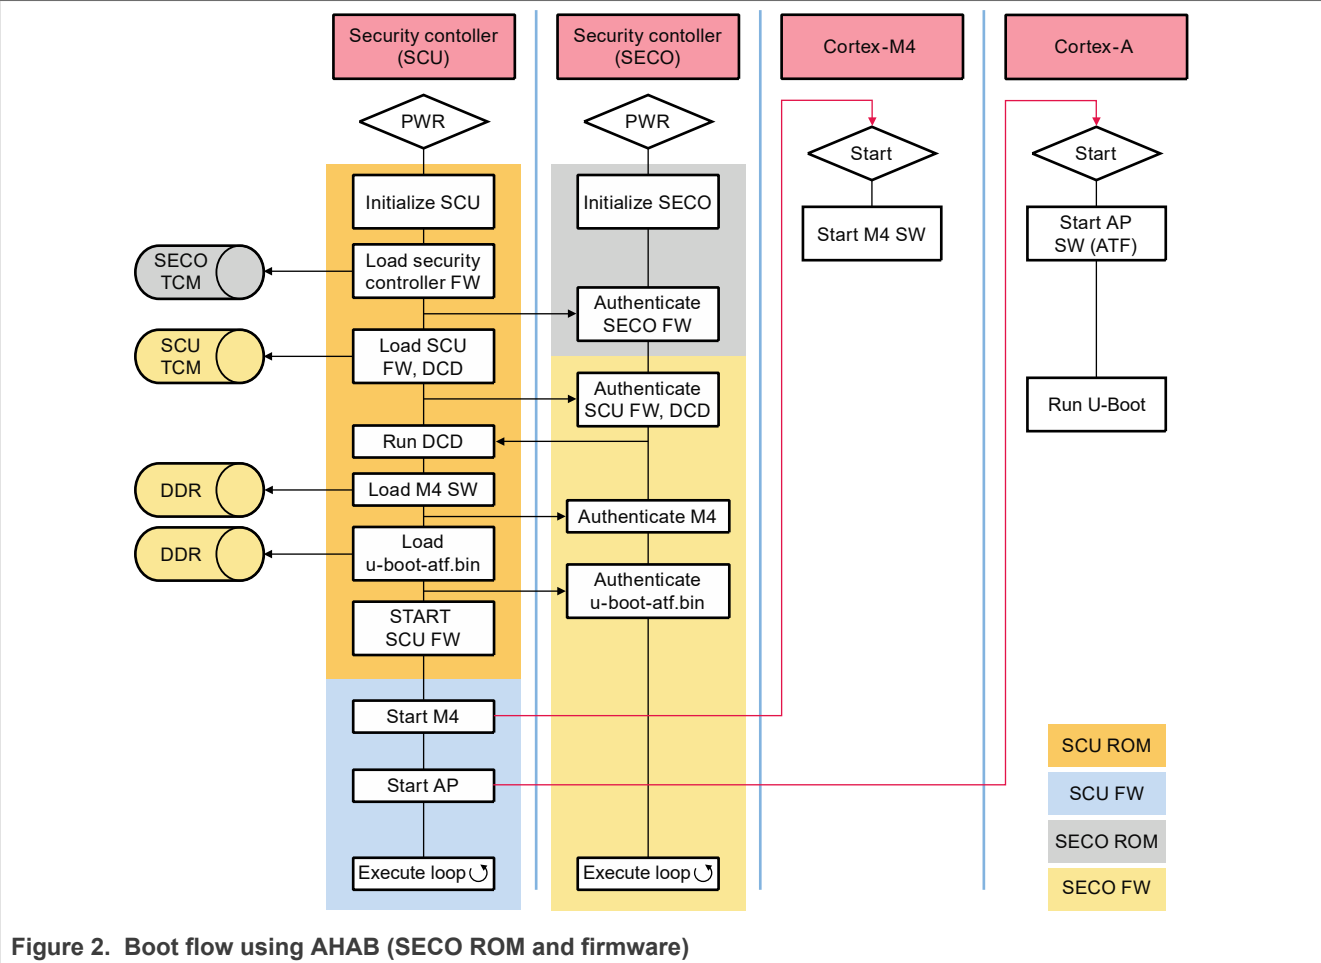 Security contoller
(SCU)
Security contoller
(SECO)
Cortex-M4
Cortex-A
PWR
PWR
Start
Start
Initialize SCU
Initialize SECO
Start M4 SW
Start AP
SW (ATF)
SECO
TCM
Load security
controller FW
Authenticate
SECO FW
SCU
TCM
Load SCU
FW, DCD
Authenticate
SCU FW, DCD
Run U-Boot
Run DCD
DDR
Load M4 SW
Authenticate M4
DDR
Load
u-boot-atf.bin
Authenticate
u-boot-atf.bin
START
SCU FW
Start M4
Start AP
Execute loop
Execute loop
SCU ROM
SCU FW
SECO ROM
SECO FW
Figure 2. Boot flow using AHAB (SECO ROM and firmware)